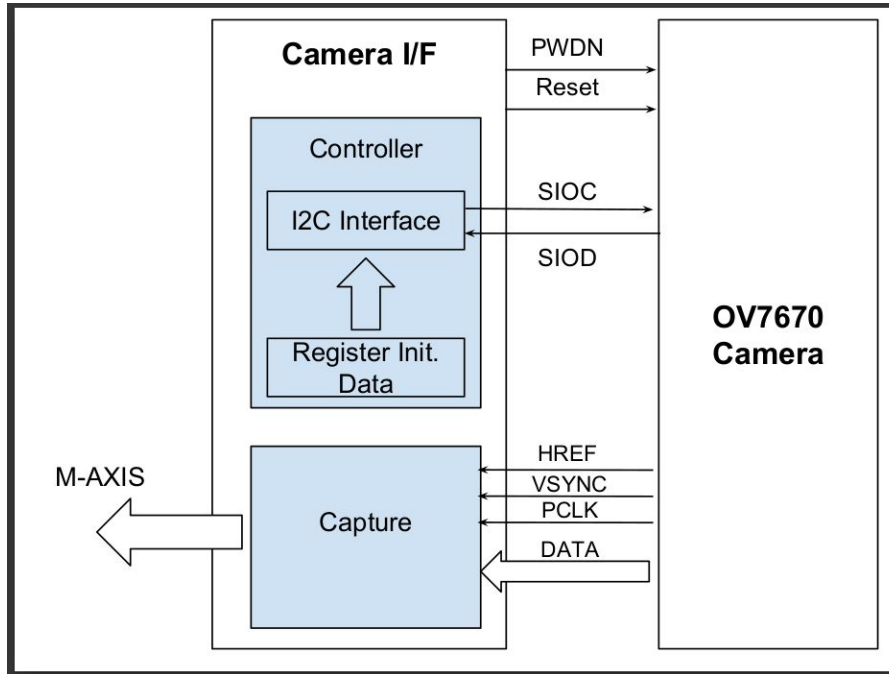 Camera I/F
PWDN
Reset
Controller
I2C Interface
SIOC
SIOD
Register Init.
Data
OV7670
Camera
M-AXIS
Capture
HREF
VSYNC
PCLK
DATA